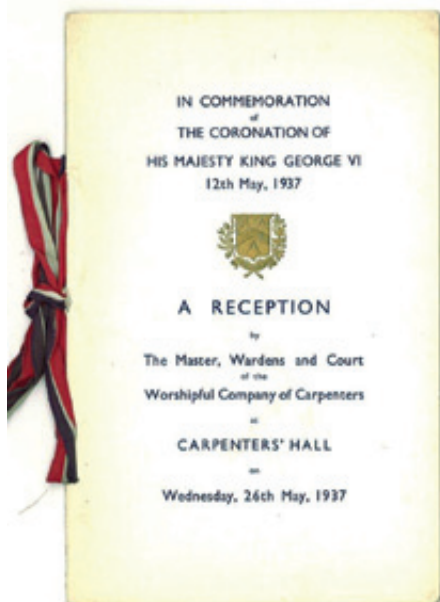 IN COMMEMORATION
of
THE CORONATION OF
HIS MAJESTY KING GEORGE VI
12th May, 1937
A RECEPTION
by
The Master, Wardens and Court
of the
Worshipful Company of Carpenters
at
CARPENTERS' HALL
on
Wednesday, 26th May, 1937